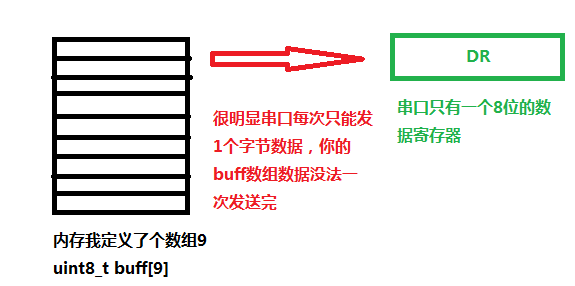 DR
很明显串口每次只能发
1个字节数据，你的
buff数组数据没法一
次发送完
串口只有一个8位的数
据寄存器
内存我定义了个数组9
uint8_t buff[9]